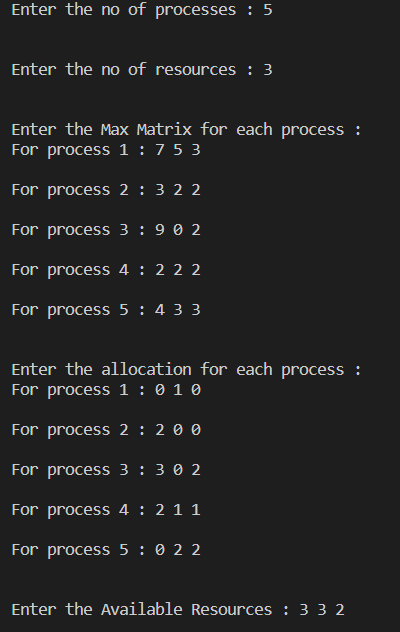 Enter the no of processes : 5
Enter the no of resources : 3
Enter the Max Matrix for each process :
For process 1 : 7 5 3
For process 2 : 3 2 2
For process 3 : 9 0 2
For process 4 : 2 2 2
For process 5 : 4 3 3
Enter the allocation for each process :
For process 1 : 0 1 0
For process 2 : 2 0 0
For process 3 : 3 0 2
For process 4 : 2 1 1
For process 5 : 0 2 2
Enter the Available Resources : 3 3 2